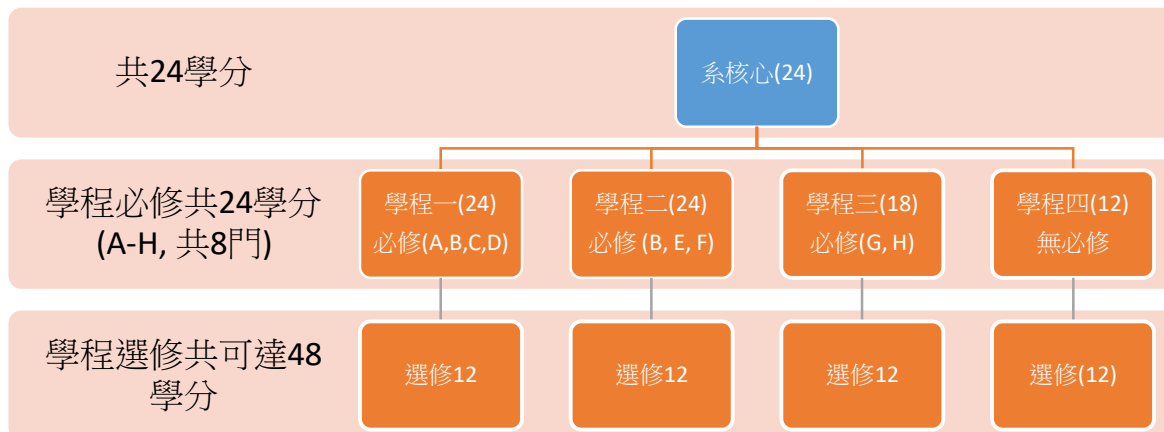 共24學分
系核心(24)
學程必修共24學分
(A-H, 共8門)
學程一(24)
必修(A,B,C,D)
學程二(24)
必修 (B, E, F)
學程三(18)
必修(G, H)
學程四(12)
無必修
學程選修共可達48
學分
選修12
選修12
選修12
選修(12)